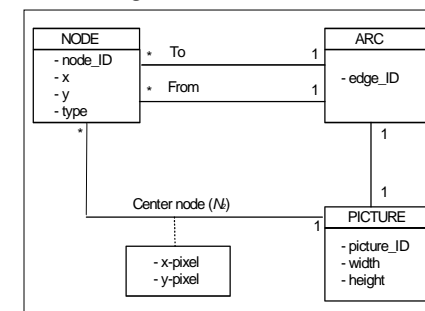 NODE
- node_ID
- x
- y
- type
* To 1
* From 1
ARC
- edge_ID
*
1
1
Center node (N₂)
1
- x-pixel
- y-pixel
PICTURE
- picture_ID
- width
- height